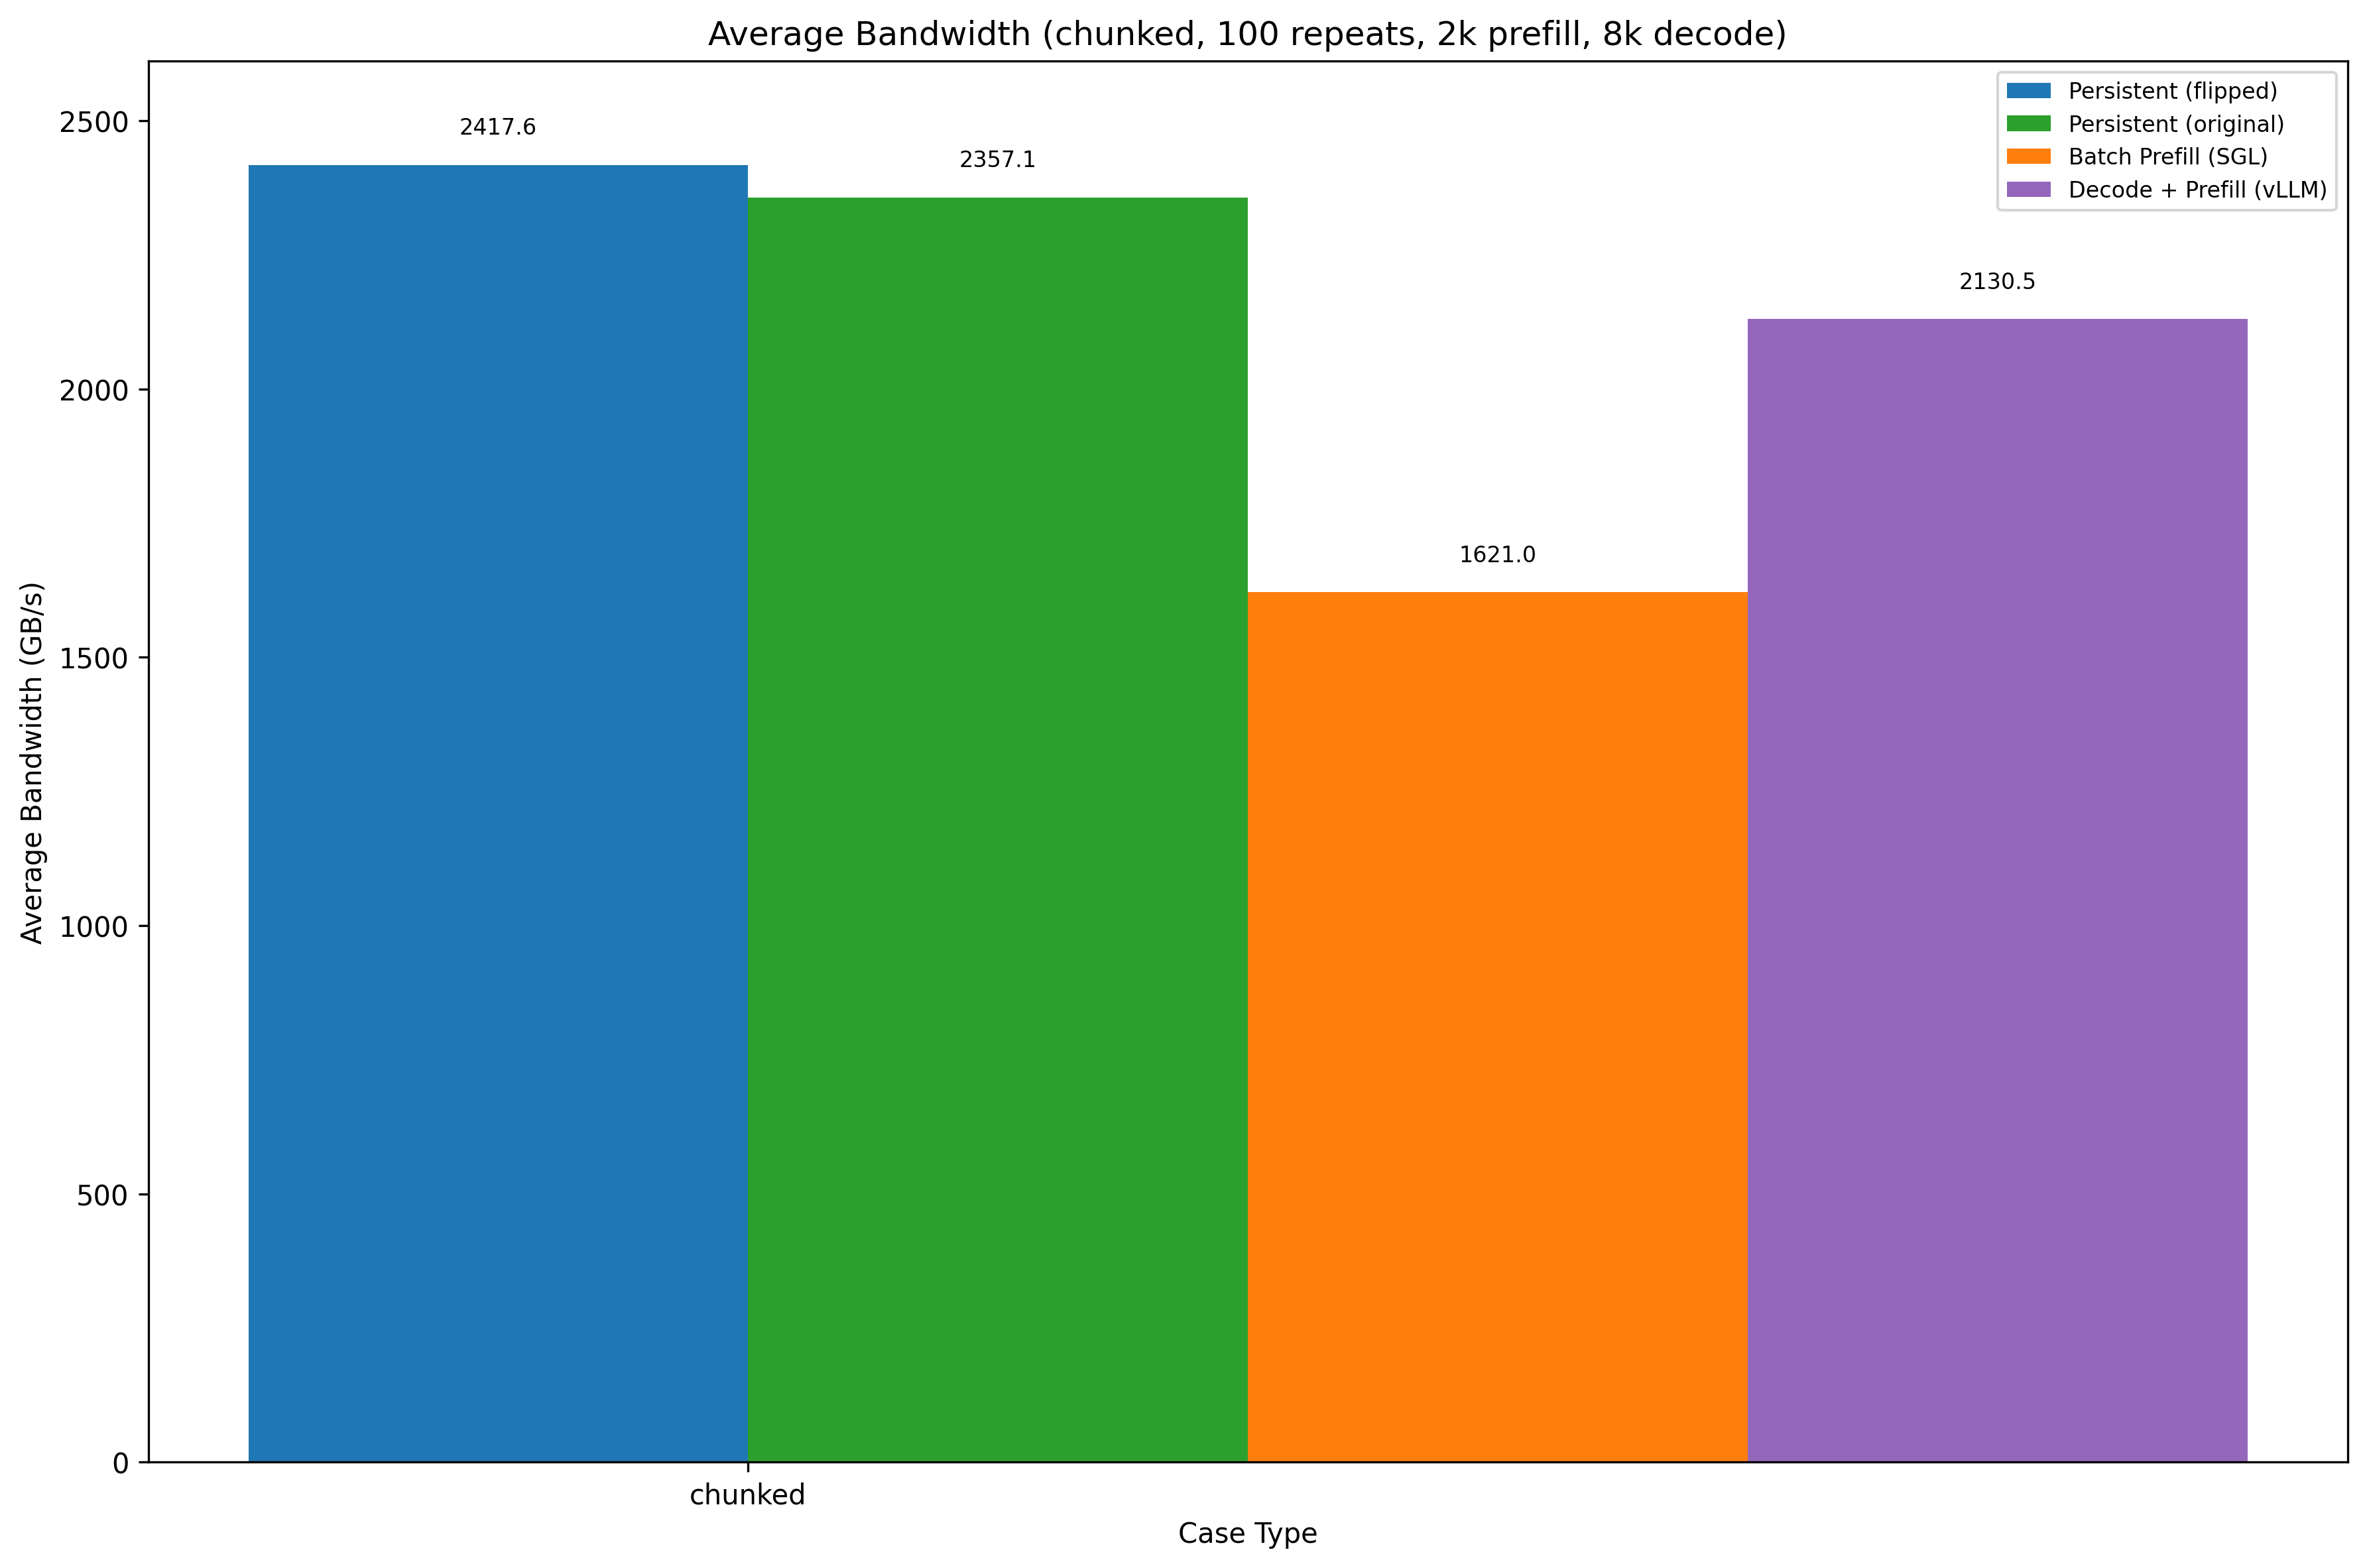 Average Bandwidth (chunked, 100 repeats, 2k prefill, 8k decode)
Persistent (flipped)
Persistent (original)
Batch Prefill (SGL)
Decode + Prefill (vLLM)
2417.6
2357.1
1621.0
2130.5
Average Bandwidth (GB/s)
2500
2000
1500
1000
500
0
chunked
Case Type